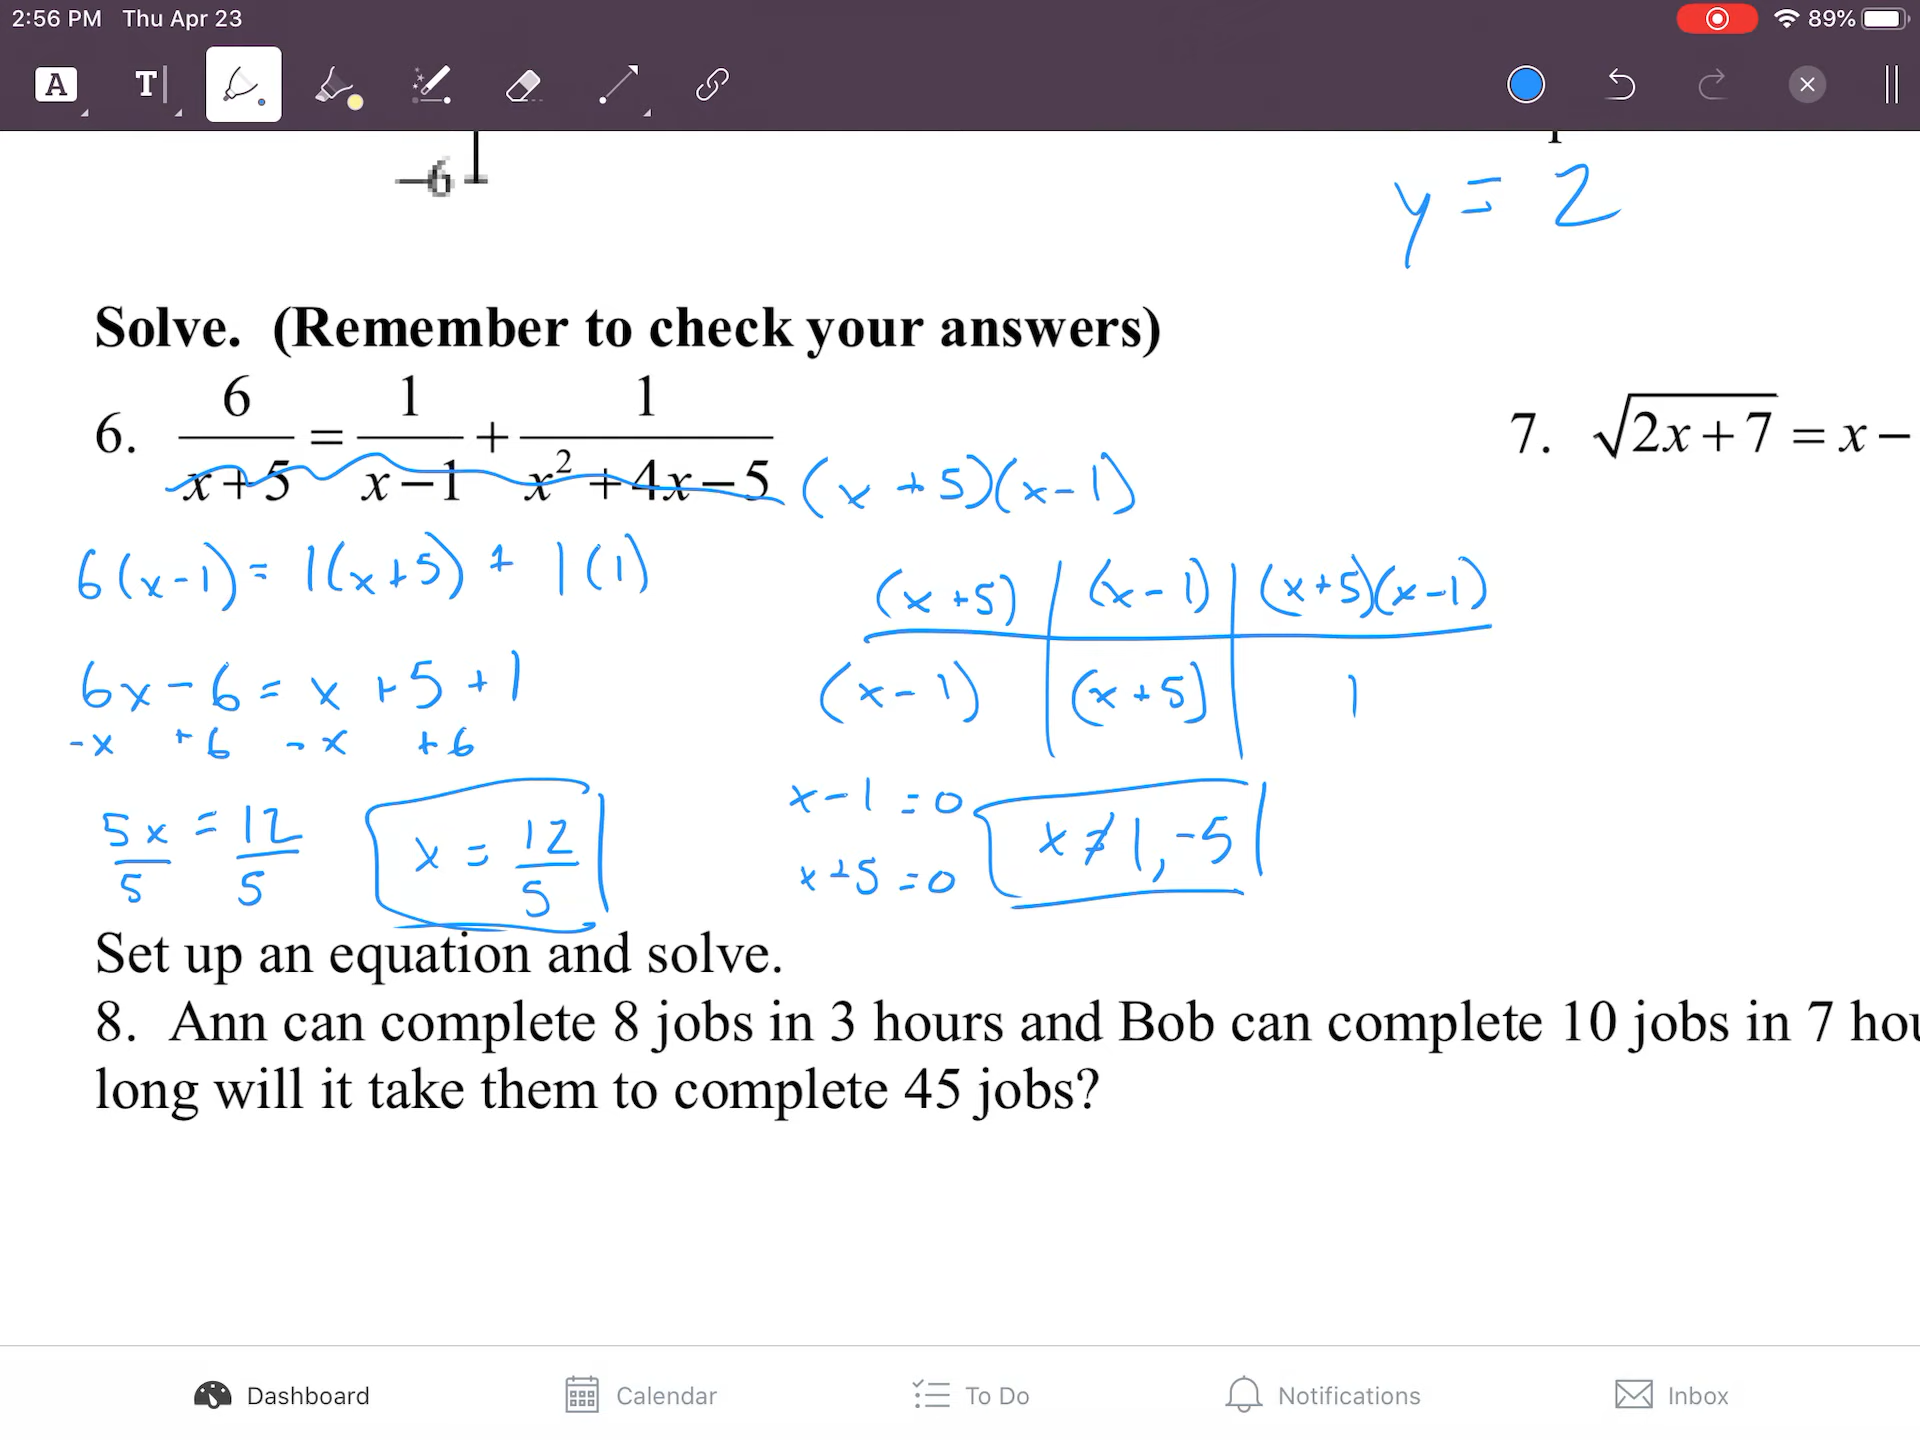 2:56 PM Thu Apr 23 89%
A T
-6
y = 2
Solve. (Remember to check your answers)
6. 6/(x+5) = 1/(x−1) + 1/(x²+4x−5) (x+5)(x-1)
7. √(2x+7) = x−
6(x-1) = 1(x+5) + 1(1)
(x+5) | (x-1) | (x+5)(x-1)
6x-6 = x+5+1
(x-1) | (x+5) | 1
-x +6 -x +6
5x/5 = 12/5 x = 12/5
x-1=0
x+5=0
x≠1,-5
Set up an equation and solve.
8. Ann can complete 8 jobs in 3 hours and Bob can complete 10 jobs in 7
long will it take them to complete 45 jobs?
Dashboard Calendar To Do Notifications Inbox